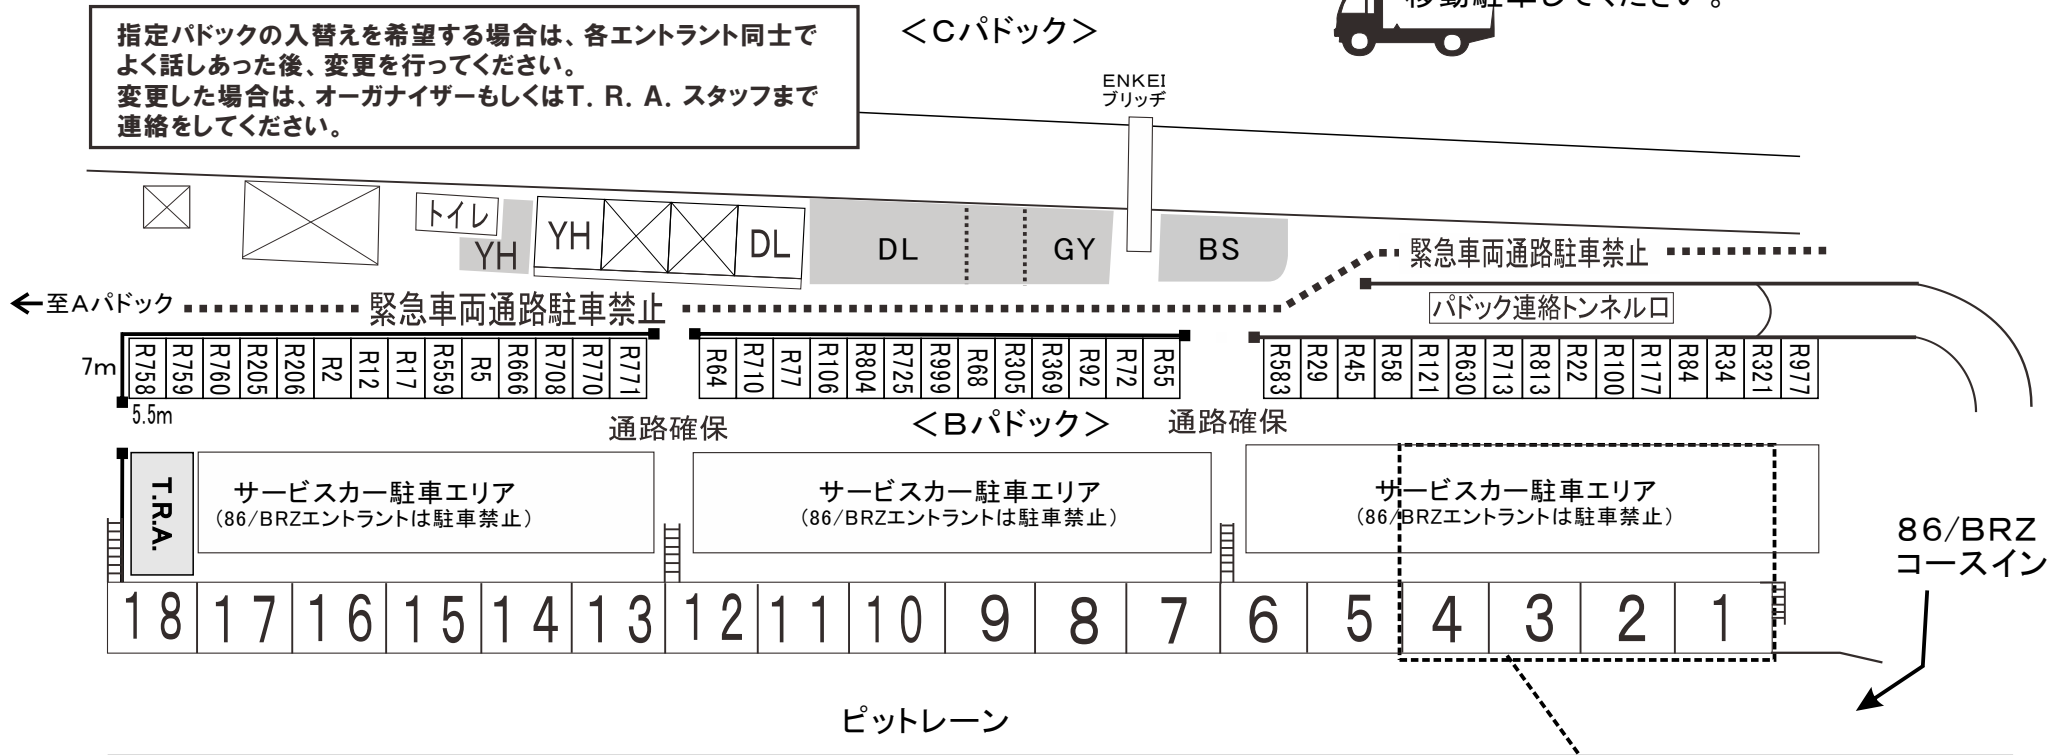 移動駐車してください。
<Cパドック>
指定パドックの入替えを希望する場合は、各エントラント同士で
よく話しあった後、変更を行ってください。
変更した場合は、オーガナイザーもしくはT. R. A. スタッフまで
連絡をしてください。
ENKEI
ブリッヂ
トイレ
YH
YH
DL
DL
GY
BS
緊急車両通路駐車禁止
←至Aパドック
緊急車両通路駐車禁止
パドック連絡トンネル口
7m
R758
R759
R760
R205
R206
R2
R12
R17
R559
R5
R666
R708
R770
R771
R64
R710
R77
R106
R804
R725
R999
R68
R305
R369
R92
R72
R55
R583
R29
R45
R58
R121
R630
R713
R813
R22
R100
R177
R84
R34
R321
R977
5.5m
通路確保
<Bパドック>
通路確保
T.R.A.
サービスカー駐車エリア
(86/BRZエントラントは駐車禁止)
サービスカー駐車エリア
(86/BRZエントラントは駐車禁止)
サービスカー駐車エリア
(86/BRZエントラントは駐車禁止)
86/BRZ
コースイン
18 17 16 15 14 13 12 11 10 9 8 7 6 5 4 3 2 1
ピットレーン